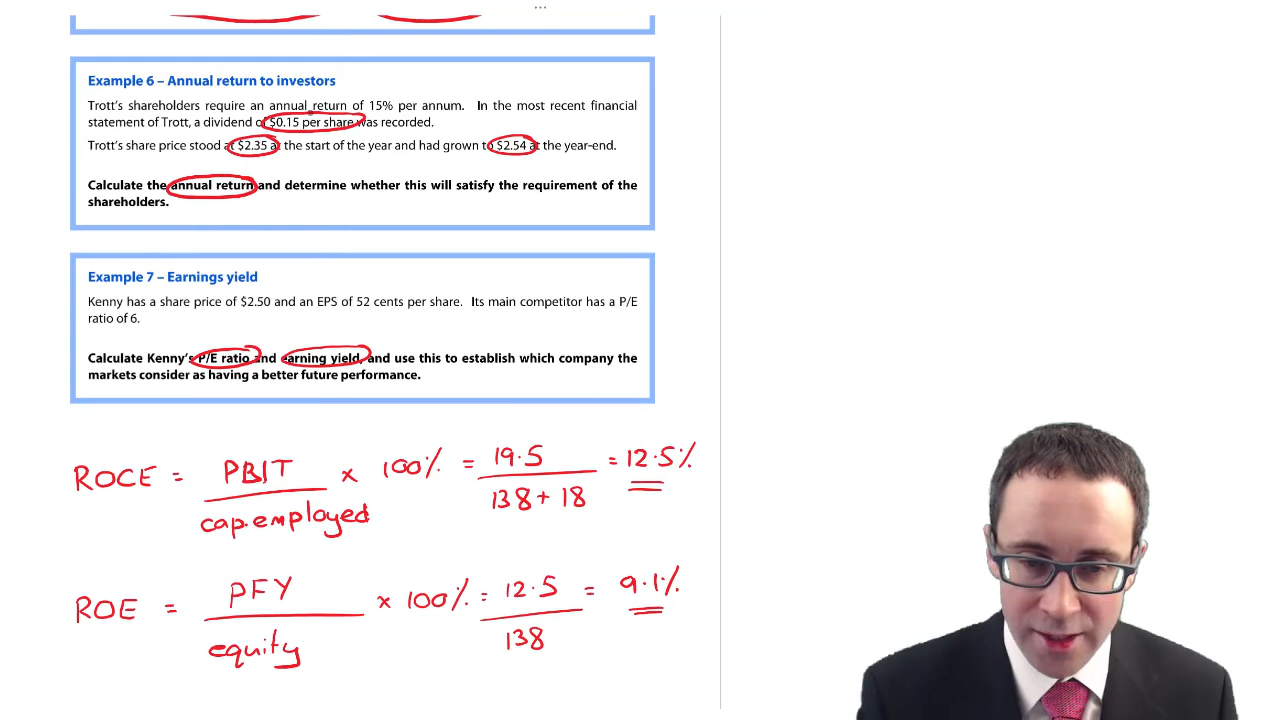 Example 6 – Annual return to investors
Trott's shareholders require an annual return of 15% per annum. In the most recent financial
statement of Trott, a dividend of $0.15 per share was recorded.
Trott's share price stood at $2.35 at the start of the year and had grown to $2.54 at the year-end.
Calculate the annual return and determine whether this will satisfy the requirement of the
shareholders.
Example 7 – Earnings yield
Kenny has a share price of $2.50 and an EPS of 52 cents per share. Its main competitor has a P/E
ratio of 6.
Calculate Kenny's P/E ratio and earning yield, and use this to establish which company the
markets consider as having a better future performance.
ROCE = PBIT / cap.employed x 100% = 19.5 / 138 + 18 = 12.5%
ROE = PFY / equity x 100% = 12.5 / 138 = 9.1%